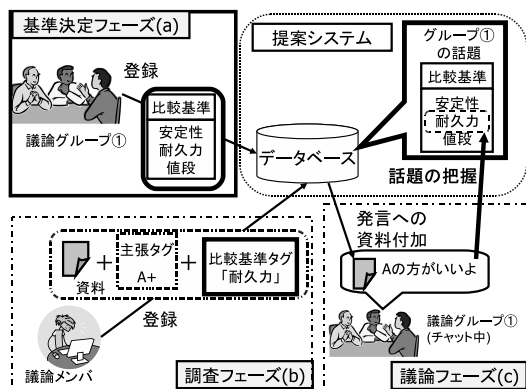 基準決定フェーズ(a)
登録
議論グループ①
比較基準
安定性
耐久力
値段
提案システム
データベース
グループ①
の話題
比較基準
安定性
耐久力
値段
話題の把握
資料
+
主張タグ
A+
+
比較基準タグ
「耐久力」
登録
議論メンバ
調査フェーズ(b)
発言への
資料付加
Aの方がいいよ
議論グループ①
(チャット中)
議論フェーズ(c)